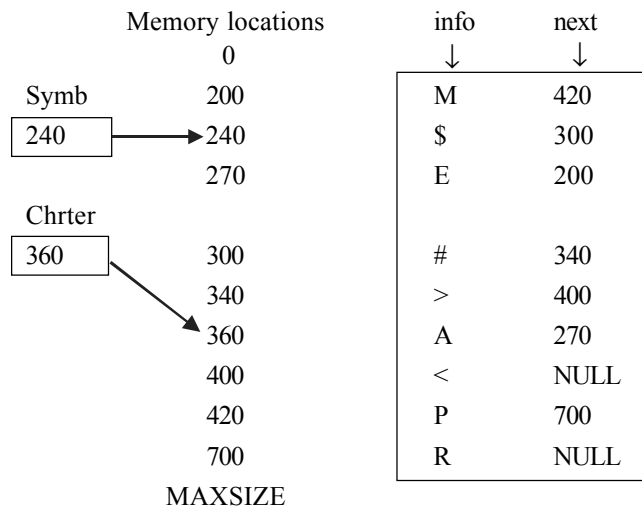 Memory locations info next
0 ↓ ↓
Symb 200 M 420
240 240 $ 300
270 E 200
Chrter
360 300 # 340
340 > 400
360 A 270
400 < NULL
420 P 700
700 R NULL
MAXSIZE